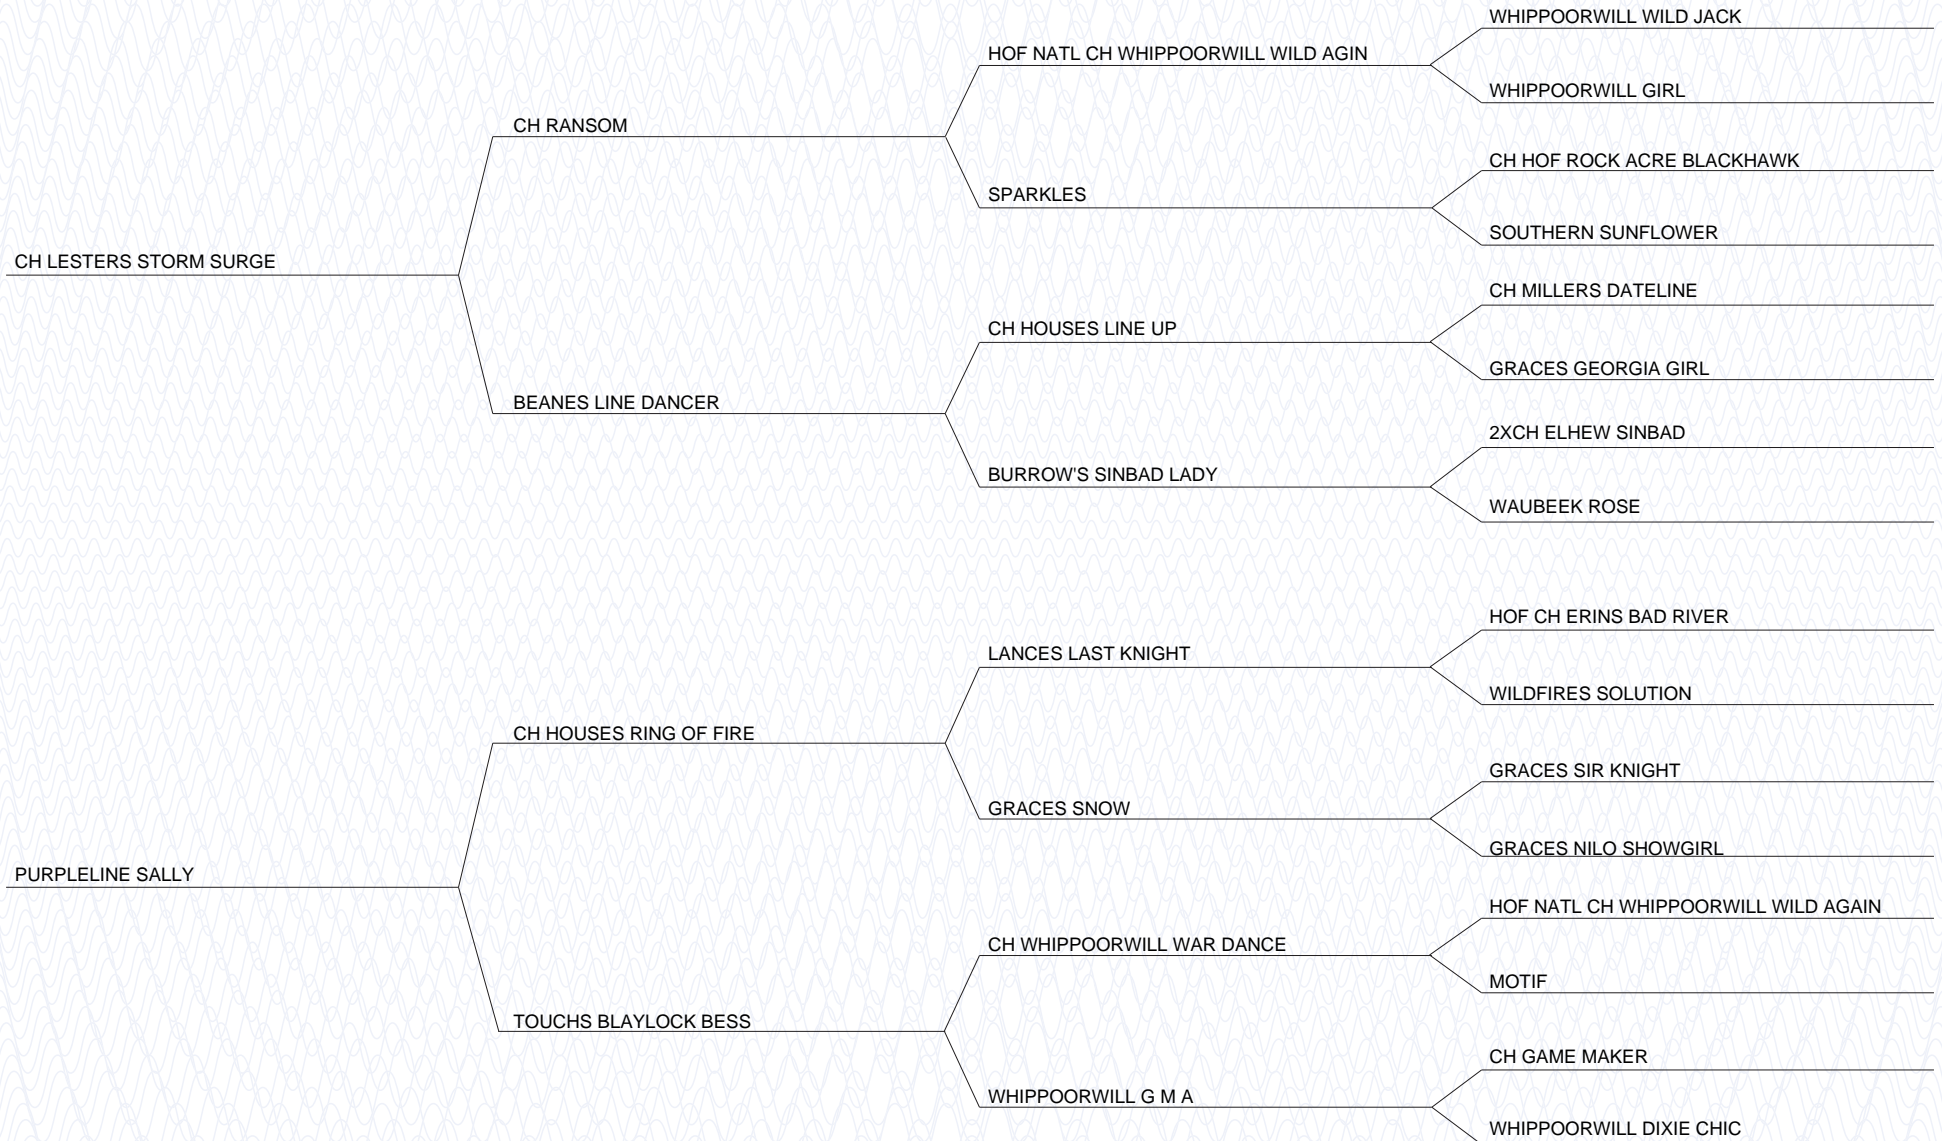 WHIPPOORWILL WILD JACK
HOF NATL CH WHIPPOORWILL WILD AGIN
WHIPPOORWILL GIRL
CH RANSOM
CH HOF ROCK ACRE BLACKHAWK
SPARKLES
SOUTHERN SUNFLOWER
CH LESTERS STORM SURGE
CH MILLERS DATELINE
CH HOUSES LINE UP
GRACES GEORGIA GIRL
BEANES LINE DANCER
2XCH ELHEW SINBAD
BURROW'S SINBAD LADY
WAUBEEK ROSE
HOF CH ERINS BAD RIVER
LANCES LAST KNIGHT
WILDFIRES SOLUTION
CH HOUSES RING OF FIRE
GRACES SIR KNIGHT
GRACES SNOW
GRACES NILO SHOWGIRL
PURPLELINE SALLY
HOF NATL CH WHIPPOORWILL WILD AGAIN
CH WHIPPOORWILL WAR DANCE
MOTIF
TOUCHS BLAYLOCK BESS
CH GAME MAKER
WHIPPOORWILL G M A
WHIPPOORWILL DIXIE CHIC